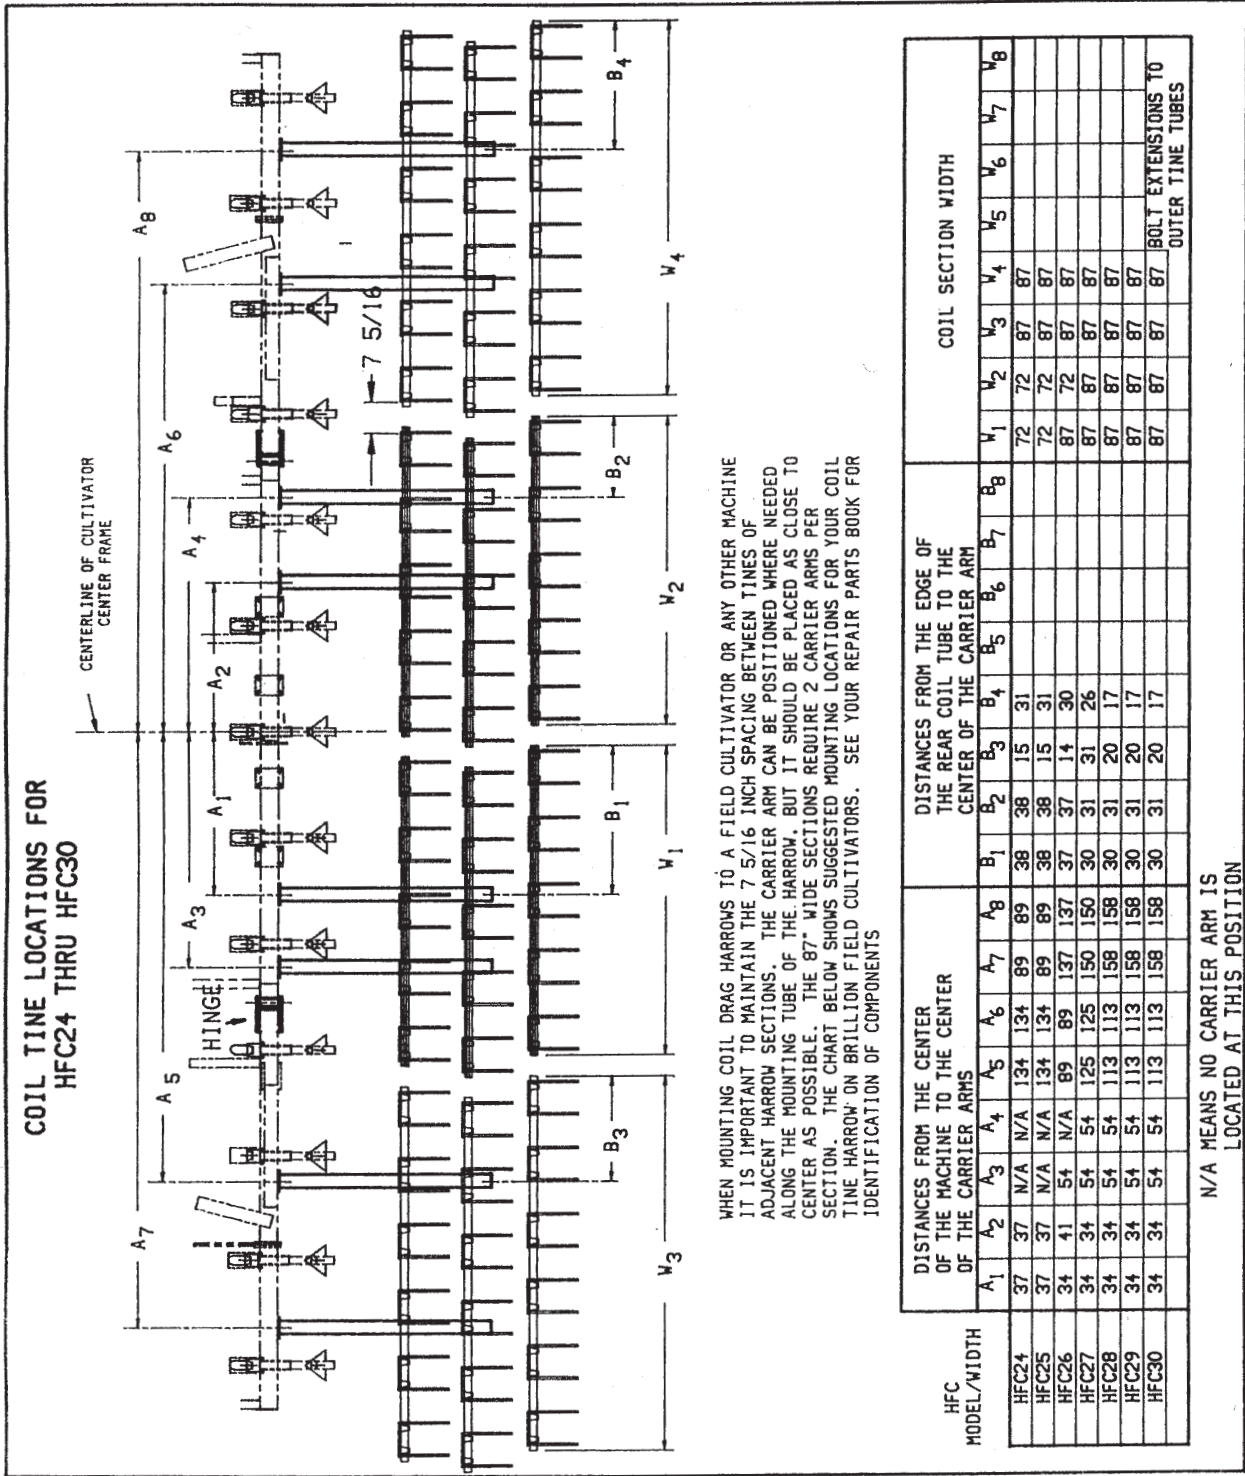 COIL TINE LOCATIONS FOR
HFC24 THRU HFC30
CENTERLINE OF CULTIVATOR
CENTER FRAME
A7
A5
A3
A1
A2
A4
A6
A8
HINGE
7 5/16
B3
B1
B2
B4
W3
W1
W2
W4
WHEN MOUNTING COIL DRAG HARROWS TO A FIELD CULTIVATOR OR ANY OTHER MACHINE
IT IS IMPORTANT TO MAINTAIN THE 7 5/16 INCH SPACING BETWEEN TINES OF
ADJACENT HARROW SECTIONS. THE CARRIER ARM CAN BE POSITIONED WHERE NEEDED
ALONG THE MOUNTING TUBE OF THE HARROW, BUT IT SHOULD BE PLACED AS CLOSE TO
CENTER AS POSSIBLE. THE 87" WIDE SECTIONS REQUIRE 2 CARRIER ARMS PER
SECTION. THE CHART BELOW SHOWS SUGGESTED MOUNTING LOCATIONS FOR YOUR COIL
TINE HARROW ON BRILLION FIELD CULTIVATORS. SEE YOUR REPAIR PARTS BOOK FOR
IDENTIFICATION OF COMPONENTS
HFC
MODEL/WIDTH
DISTANCES FROM THE CENTER
OF THE MACHINE TO THE CENTER
OF THE CARRIER ARMS
DISTANCES FROM THE EDGE OF
THE REAR COIL TUBE TO THE
CENTER OF THE CARRIER ARM
COIL SECTION WIDTH
A1 A2 A3 A4 A5 A6 A7 A8 B1 B2 B3 B4 B5 B6 B7 B8 W1 W2 W3 W4 W5 W6 W7 W8
HFC24 37 37 N/A N/A 134 134 89 89 38 38 15 31 72 72 87 87
HFC25 37 37 N/A N/A 134 134 89 89 38 38 15 31 72 72 87 87
HFC26 34 41 54 N/A 89 89 137 137 37 37 14 30 87 72 87 87
HFC27 34 34 54 54 125 125 150 150 30 31 31 26 87 87 87 87
HFC28 34 34 54 54 113 113 158 158 30 31 20 17 87 87 87 87
HFC29 34 34 54 54 113 113 158 158 30 31 20 17 87 87 87 87
HFC30 34 34 54 54 113 113 158 158 30 31 20 17 87 87 87 87
BOLT EXTENSIONS TO
OUTER TINE TUBES
N/A MEANS NO CARRIER ARM IS
LOCATED AT THIS POSITION